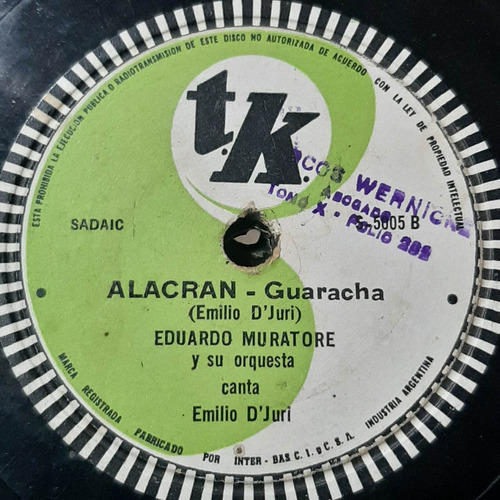 ESTA PROHIBIDA LA EJECUCION PUBLICA O RADIOTRANSMISION DE ESTE DISCO NO AUTORIZADA DE ACUERDO CON LA LEY DE PROPIEDAD INTELECTUAL
t.k.
SADAIC
5605 B
COS WERNICKE
ABOGADO
TOMO X - FOLIO 282
ALACRAN - Guaracha
(Emilio D'Juri)
EDUARDO MURATORE
y su orquesta
canta
Emilio D'Juri
MARCA REGISTRADA FABRICADO POR INTER - BAS C. I. y C. S. A. INDUSTRIA ARGENTINA